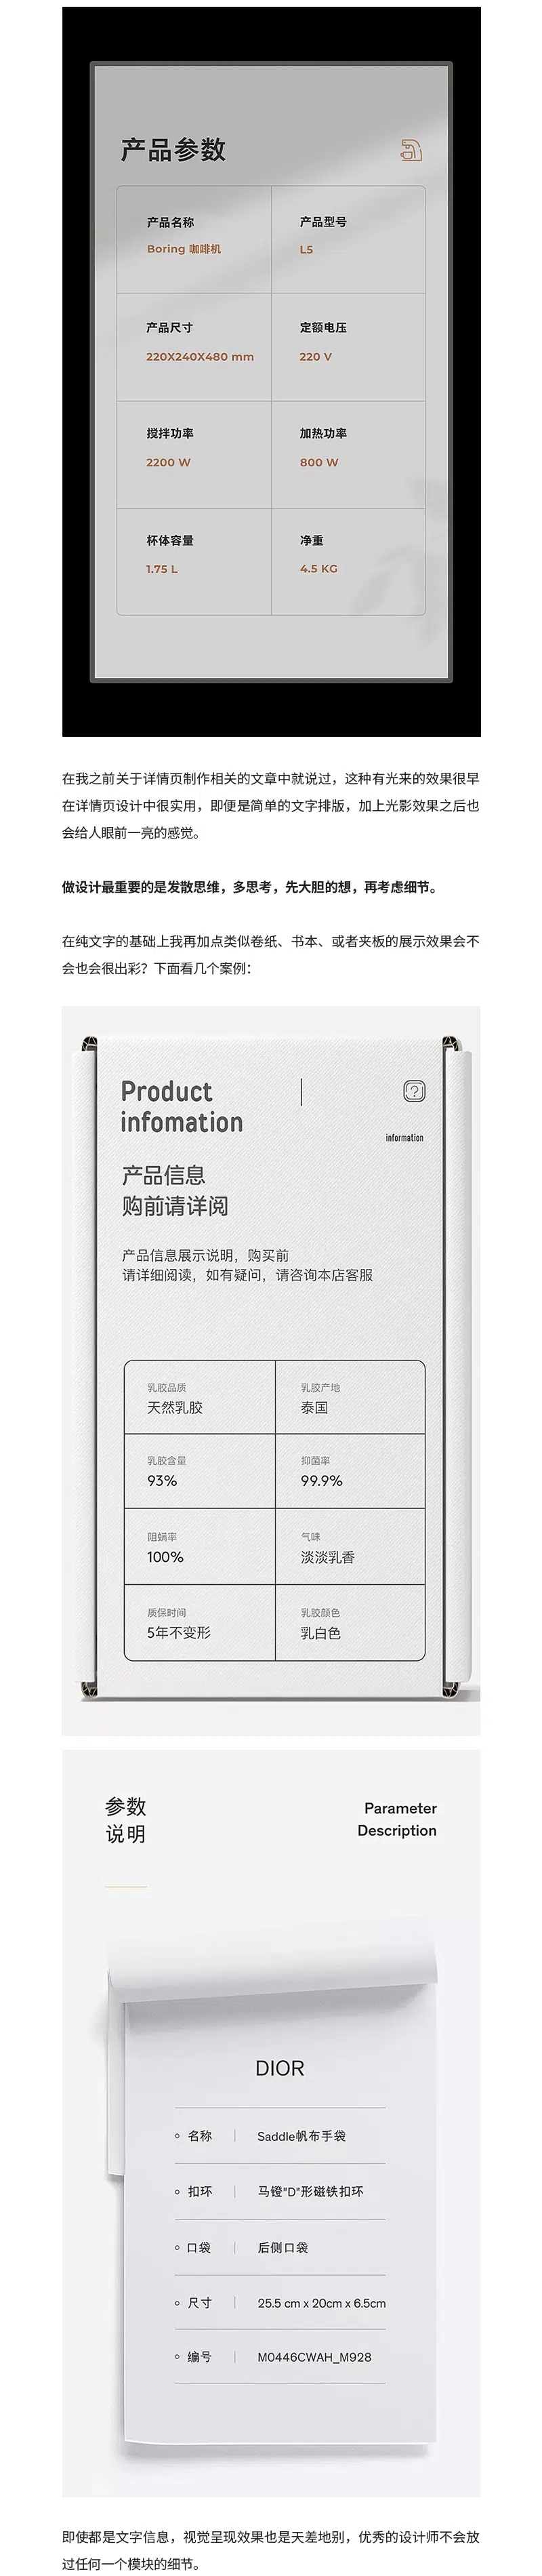 产品参数
产品名称
Boring 咖啡机
产品型号
L5
产品尺寸
220X240X480 mm
定额电压
220 V
搅拌功率
2200 W
加热功率
800 W
杯体容量
1.75 L
净重
4.5 KG
在我之前关于详情页制作相关的文章中就说过，这种有光来的效果很早
在详情页设计中很实用，即便是简单的文字排版，加上光影效果之后也
会给人眼前一亮的感觉。
做设计最重要的是发散思维，多思考，先大胆的想，再考虑细节。
在纯文字的基础上我再加点类似卷纸、书本、或者夹板的展示效果会不
会也会很出彩？下面看几个案例：
Product
infomation
?
information
产品信息
购前请详阅
产品信息展示说明，购买前
请详细阅读，如有疑问，请咨询本店客服
乳胶品质
天然乳胶
乳胶产地
泰国
乳胶含量
93%
抑菌率
99.9%
阻螨率
100%
气味
淡淡乳香
质保时间
5年不变形
乳胶颜色
乳白色
参数
说明
Parameter
Description
DIOR
名称 Saddle帆布手袋
扣环 马镫"D"形磁铁扣环
口袋 后侧口袋
尺寸 25.5 cm x 20cm x 6.5cm
编号 M0446CWAH_M928
即使都是文字信息，视觉呈现效果也是天差地别，优秀的设计师不会放
过任何一个模块的细节。